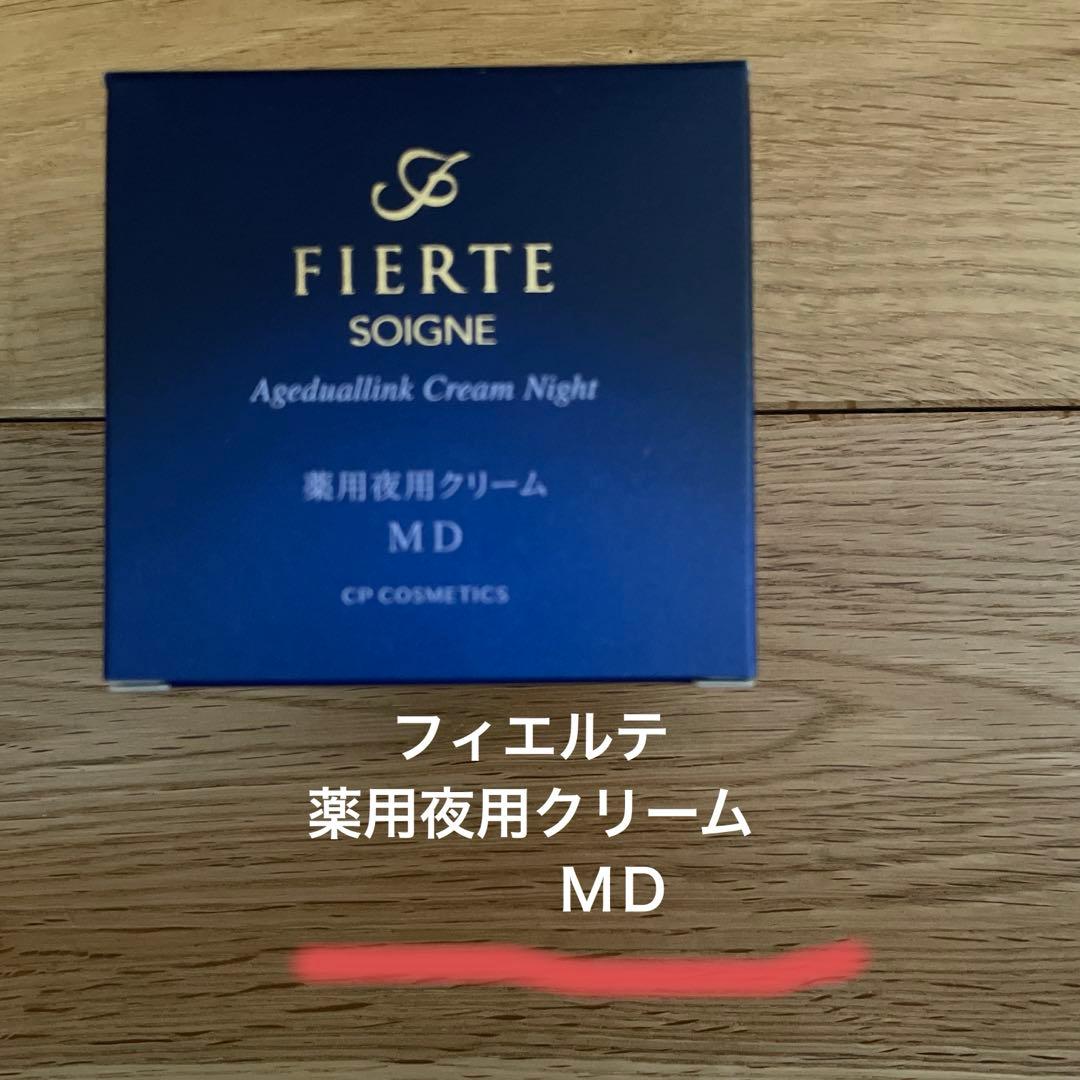 FIERTE
SOIGNE
Ageduallink Cream Night
薬用夜用クリーム
MD
CP COSMETICS
フィエルテ
薬用夜用クリーム
MD